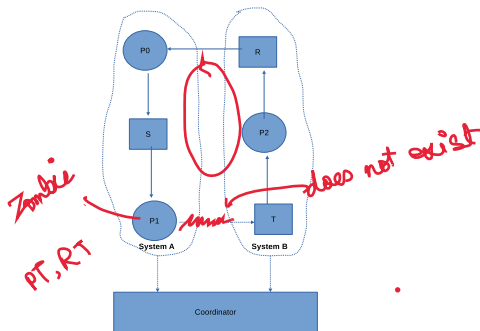 P0
R
S
P2
does not exist
Zombie
P1
T
System A
System B
PT, RT
Coordinator